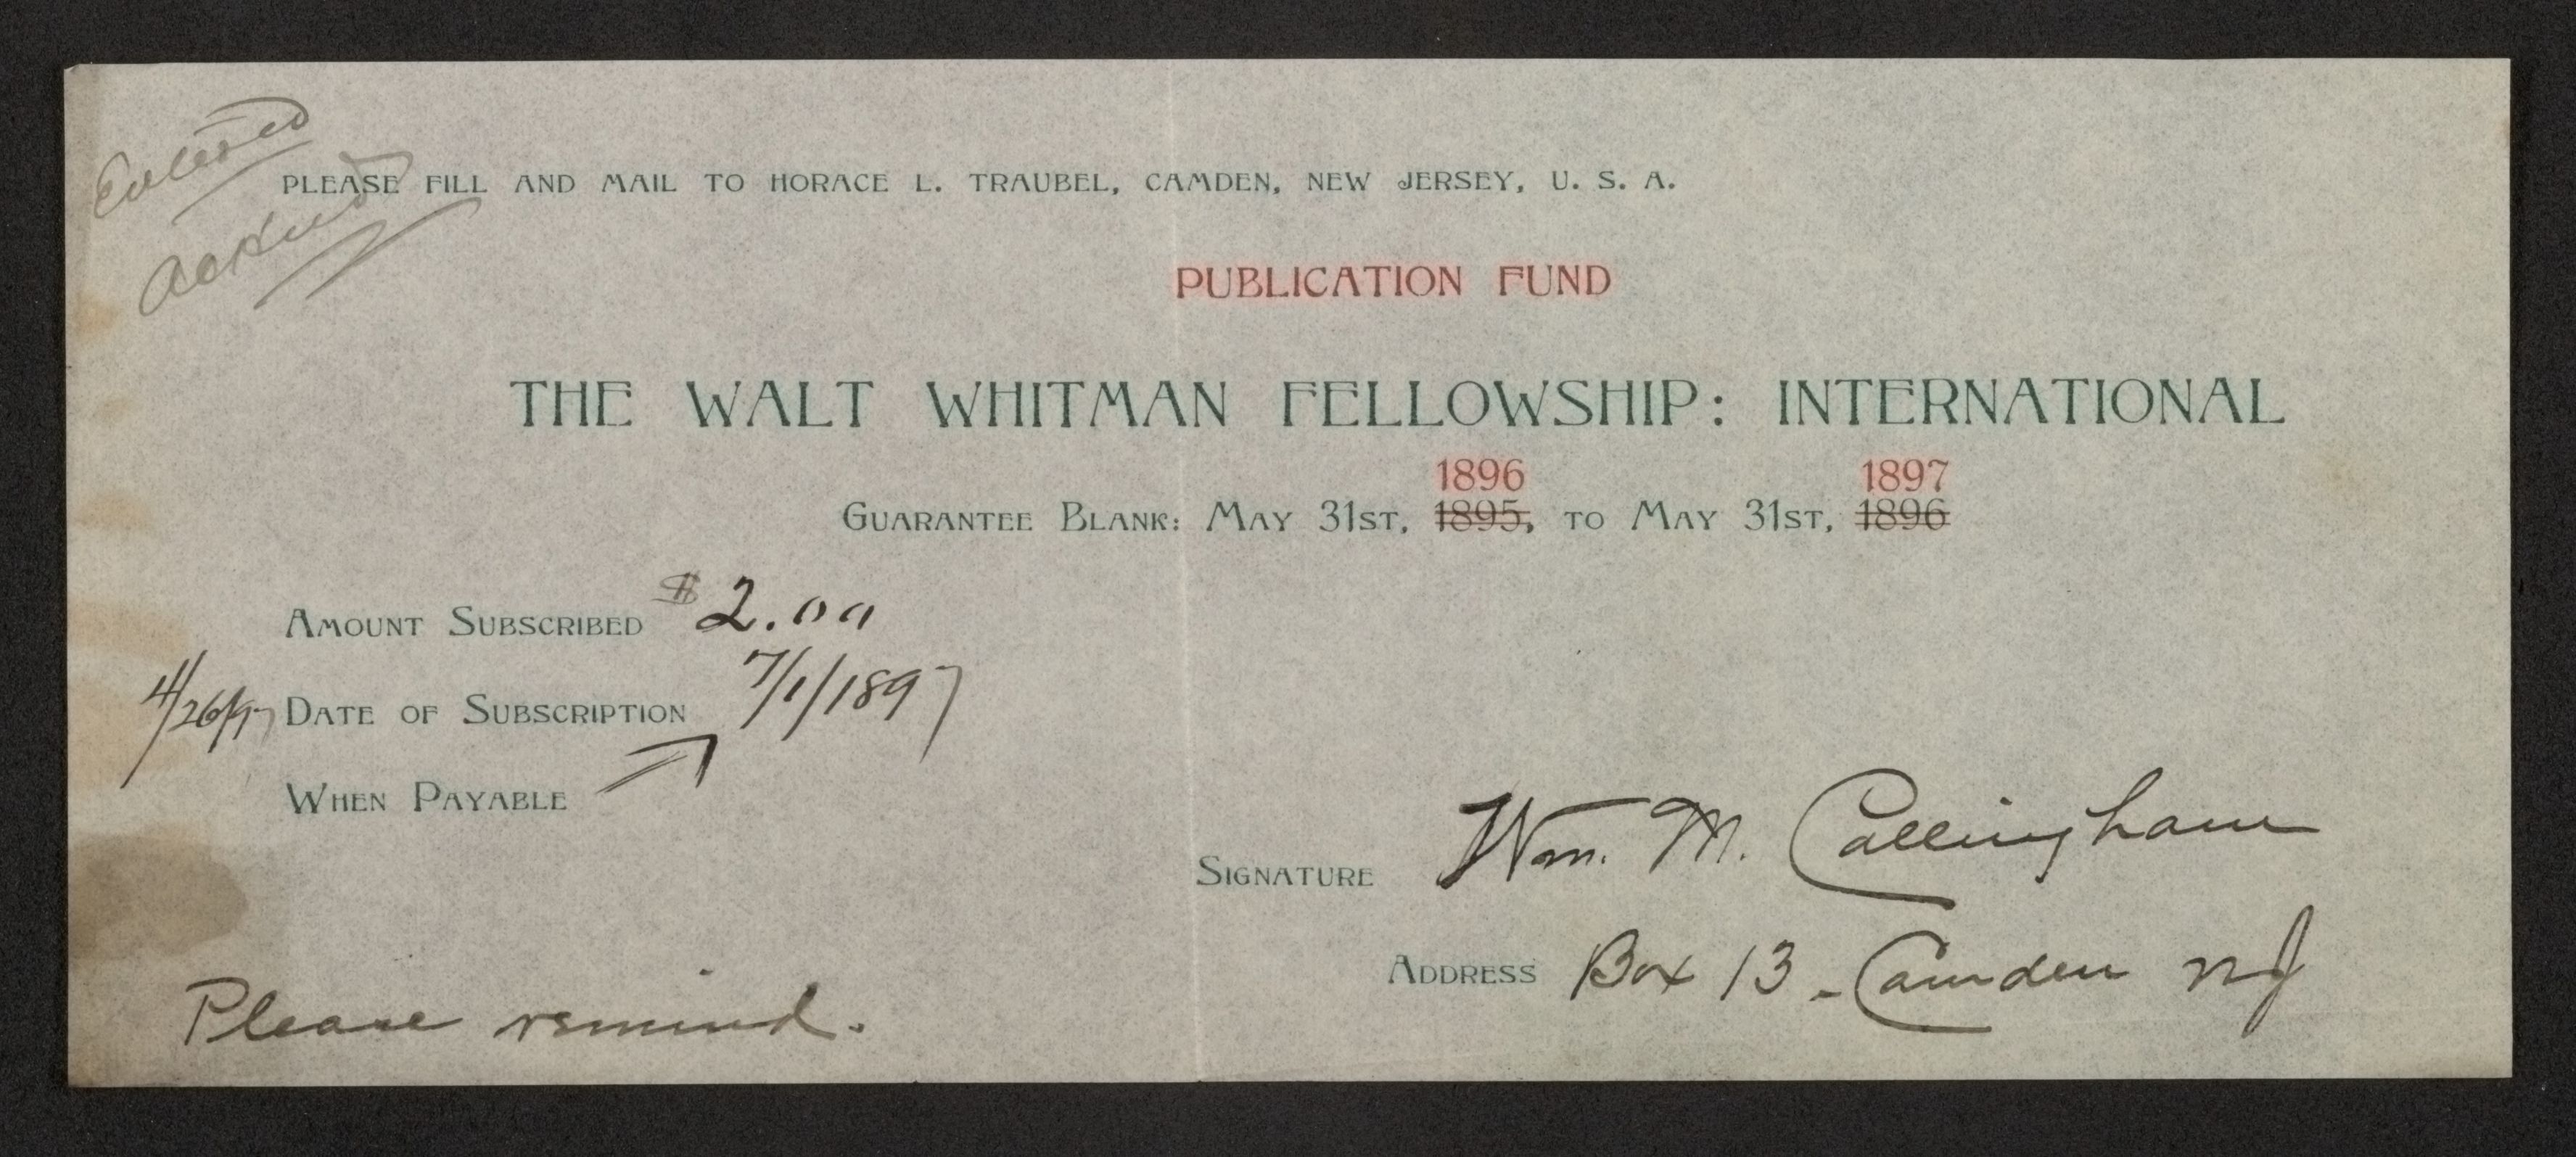 Entered
Ackn'd
PLEASE FILL AND MAIL TO HORACE L. TRAUBEL, CAMDEN, NEW JERSEY, U. S. A.
PUBLICATION FUND
THE WALT WHITMAN FELLOWSHIP: INTERNATIONAL
1896 1897
GUARANTEE BLANK: MAY 31ST, 1895, TO MAY 31ST, 1896
AMOUNT SUBSCRIBED $2.00
4/26/97 DATE OF SUBSCRIPTION 7/1/1897
WHEN PAYABLE
SIGNATURE Wm. M. Callingham
ADDRESS Box 13 - Camden NJ
Please remind.